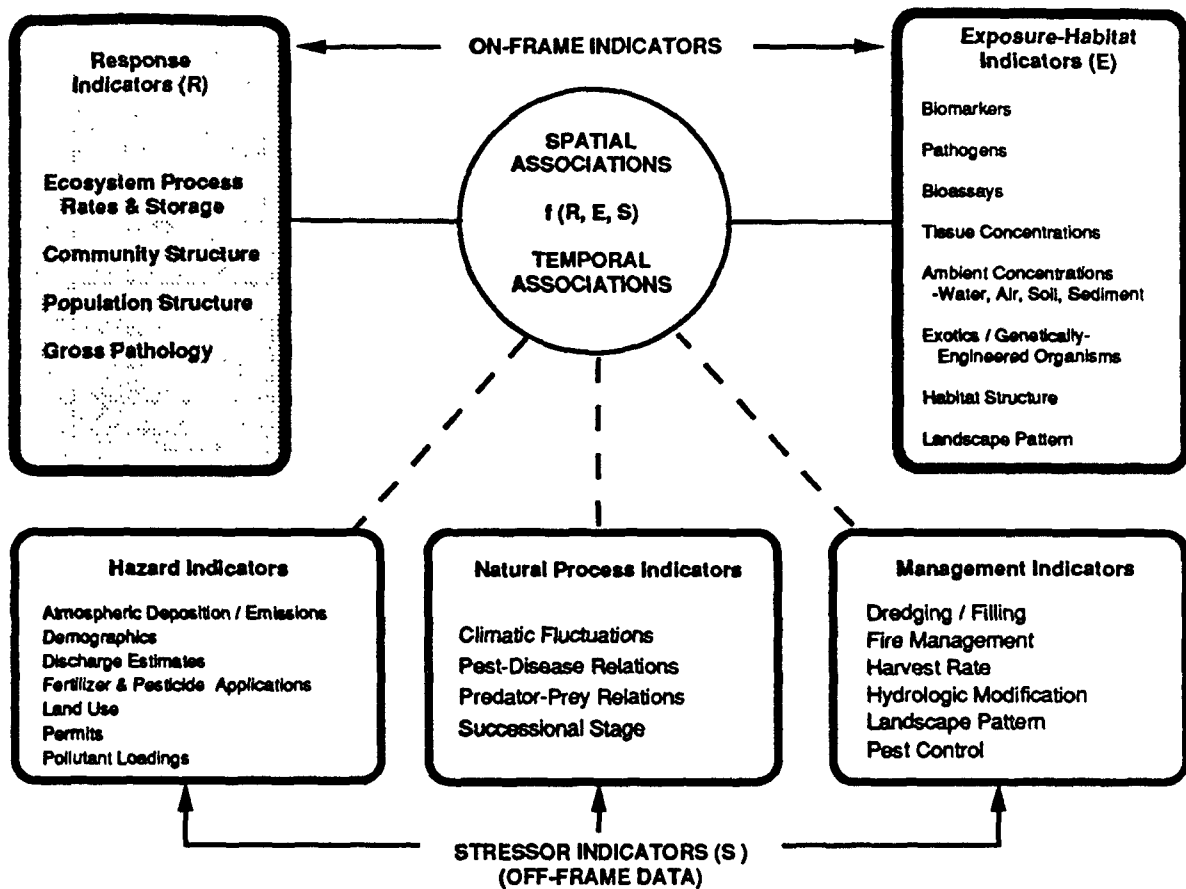 ON-FRAME INDICATORS
Response
Indicators (R)
Ecosystem Process
Rates & Storage
Community Structure
Population Structure
Gross Pathology
SPATIAL
ASSOCIATIONS
f (R, E, S)
TEMPORAL
ASSOCIATIONS
Exposure-Habitat
Indicators (E)
Biomarkers
Pathogens
Bioassays
Tissue Concentrations
Ambient Concentrations
-Water, Air, Soil, Sediment
Exotics / Genetically-
Engineered Organisms
Habitat Structure
Landscape Pattern
Hazard Indicators
Atmospheric Deposition / Emissions
Demographics
Discharge Estimates
Fertilizer & Pesticide Applications
Land Use
Permits
Pollutant Loadings
Natural Process Indicators
Climatic Fluctuations
Pest-Disease Relations
Predator-Prey Relations
Successional Stage
Management Indicators
Dredging / Filling
Fire Management
Harvest Rate
Hydrologic Modification
Landscape Pattern
Pest Control
STRESSOR INDICATORS (S )
(OFF-FRAME DATA)